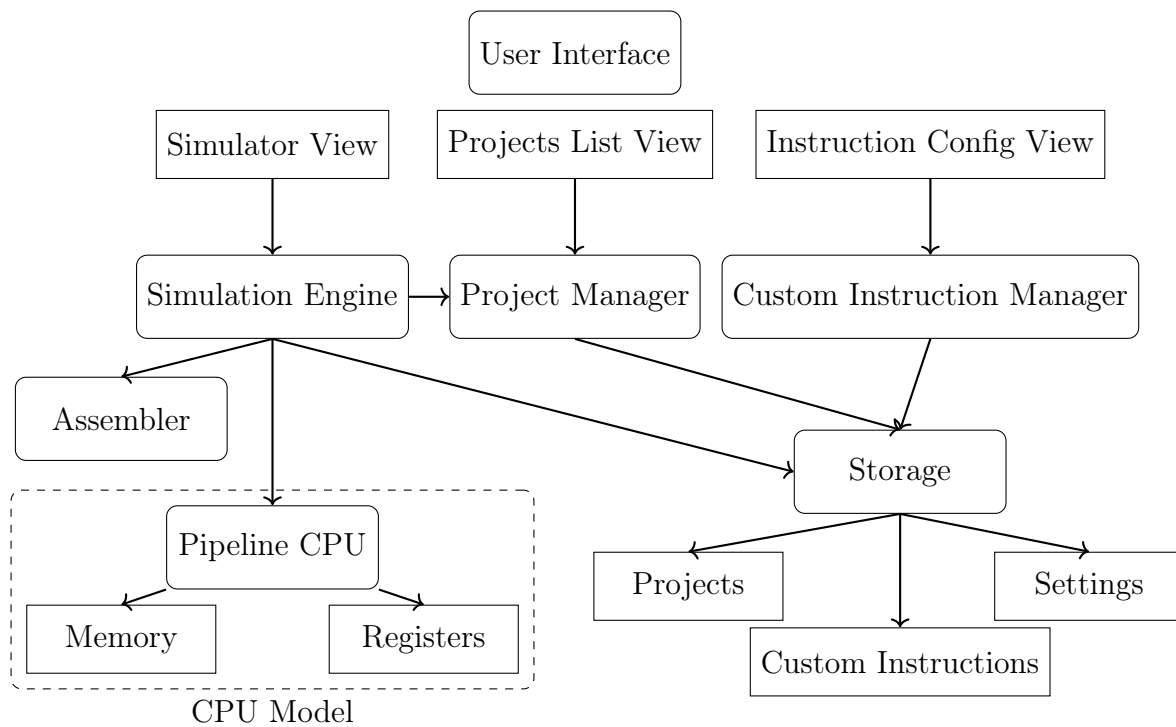 User Interface
Simulator View
Projects List View
Instruction Config View
Simulation Engine
Project Manager
Custom Instruction Manager
Assembler
Storage
Pipeline CPU
Projects
Settings
Memory
Registers
Custom Instructions
CPU Model